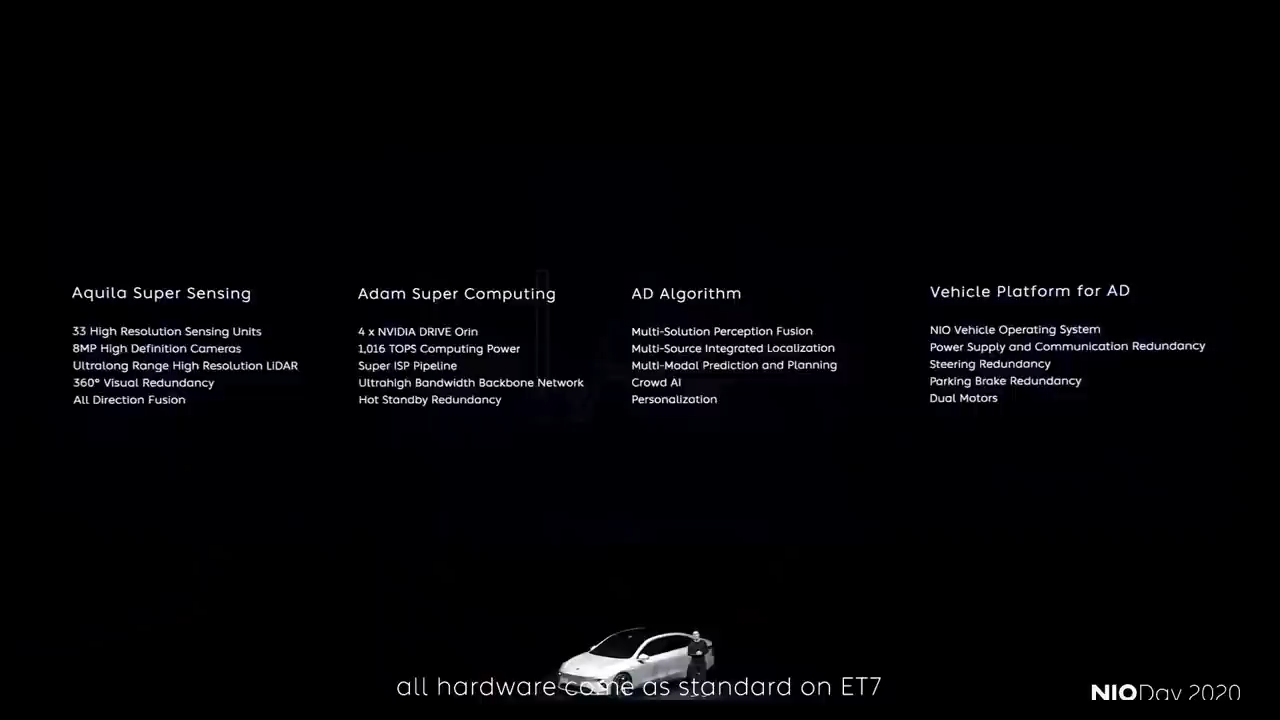 Aquila Super Sensing
33 High Resolution Sensing Units
8MP High Definition Cameras
Ultralong Range High Resolution LiDAR
360° Visual Redundancy
All Direction Fusion
Adam Super Computing
4 x NVIDIA DRIVE Orin
1,016 TOPS Computing Power
Super ISP Pipeline
Ultrahigh Bandwidth Backbone Network
Hot Standby Redundancy
AD Algorithm
Multi-Solution Perception Fusion
Multi-Source Integrated Localization
Multi-Modal Prediction and Planning
Crowd AI
Personalization
Vehicle Platform for AD
NIO Vehicle Operating System
Power Supply and Communication Redundancy
Steering Redundancy
Parking Brake Redundancy
Dual Motors
all hardware come as standard on ET7
NIODay 2020